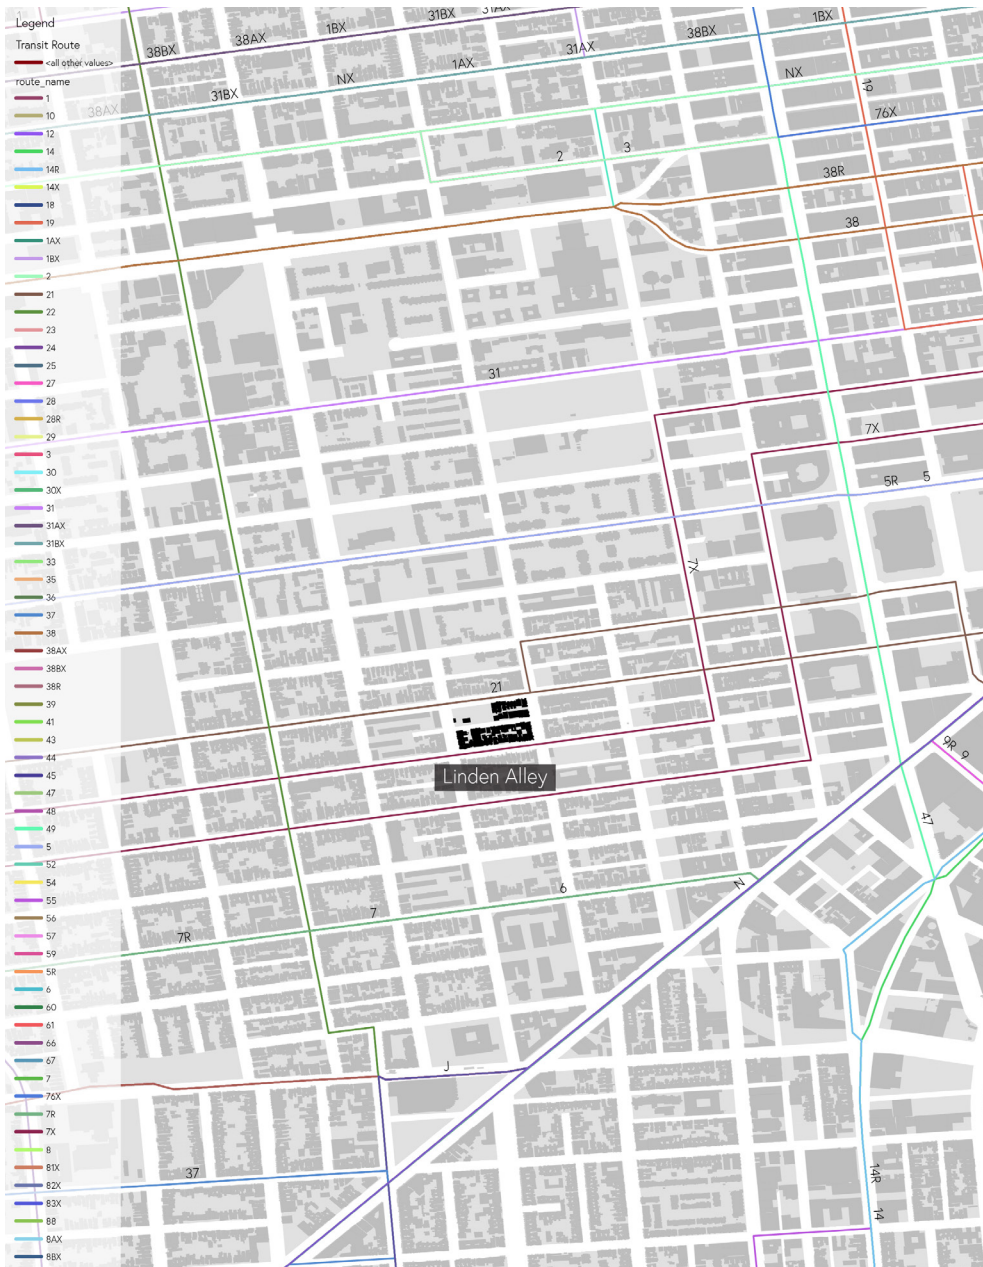 Legend
Transit Route
<all other values>
route_name
1
10
12
14
14R
14X
18
19
1AX
1BX
2
21
22
23
24
25
27
28
28R
29
3
30
30X
31
31AX
31BX
33
35
36
37
38
38AX
38BX
38R
39
41
43
44
45
47
48
49
5
52
54
55
56
57
59
5R
6
60
61
66
67
7
76X
7R
7X
8
81X
82X
83X
88
8AX
8BX
31BX
31AX
1BX
38AX
38BX
1BX
38BX
31AX
1AX
NX
31BX
38AX
NX
19
76X
2
3
38R
38
31
7X
5R
5
7X
21
Linden Alley
9R
9
47
N
6
7
7R
J
37
14R
14